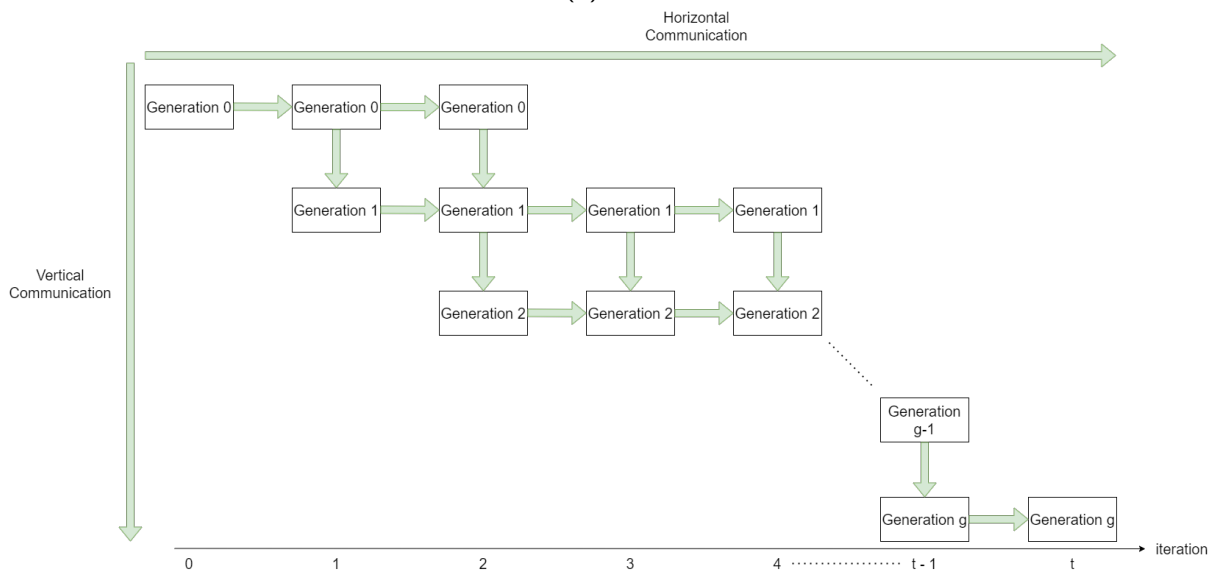 Horizontal
Communication
Generation 0
Generation 0
Generation 0
Generation 1
Generation 1
Generation 1
Generation 1
Vertical
Communication
Generation 2
Generation 2
Generation 2
Generation
g-1
Generation g
Generation g
iteration
0
1
2
3
4
t - 1
t